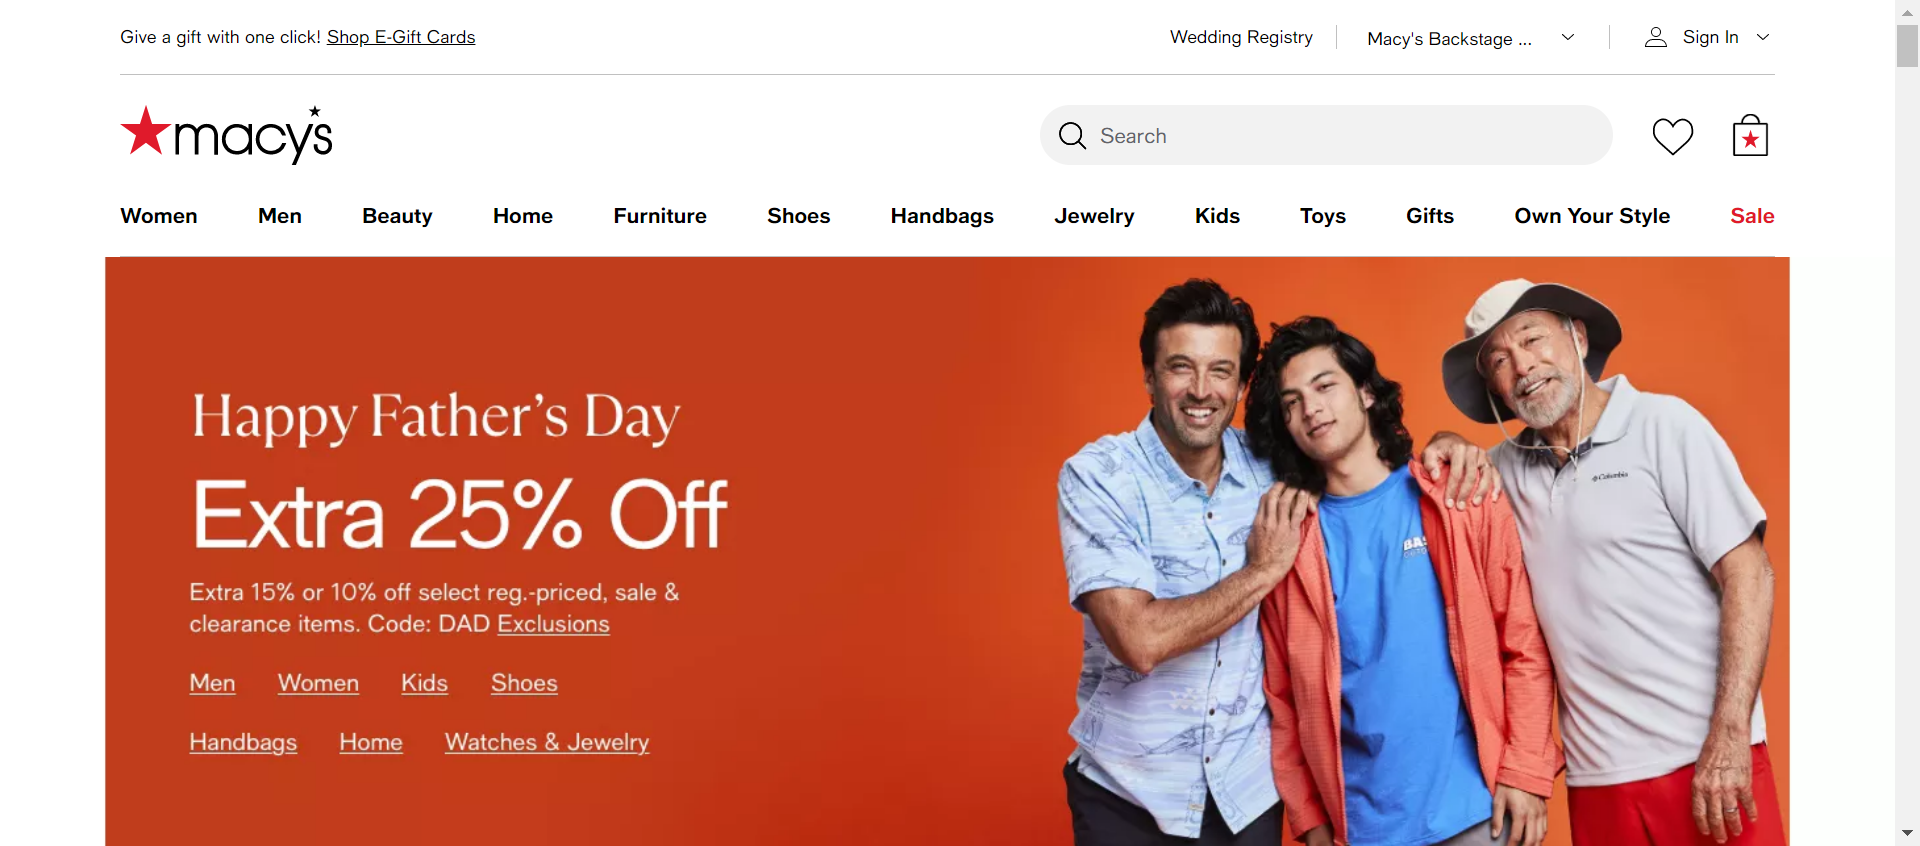 Give a gift with one click! Shop E-Gift Cards
Wedding Registry
Macy's Backstage ...
Sign In
macy's
Search
Women Men Beauty Home Furniture Shoes Handbags Jewelry Kids Toys Gifts Own Your Style Sale
Happy Father's Day
Extra 25% Off
Extra 15% or 10% off select reg.-priced, sale &
clearance items. Code: DAD Exclusions
Men Women Kids Shoes
Handbags Home Watches & Jewelry
Columbia